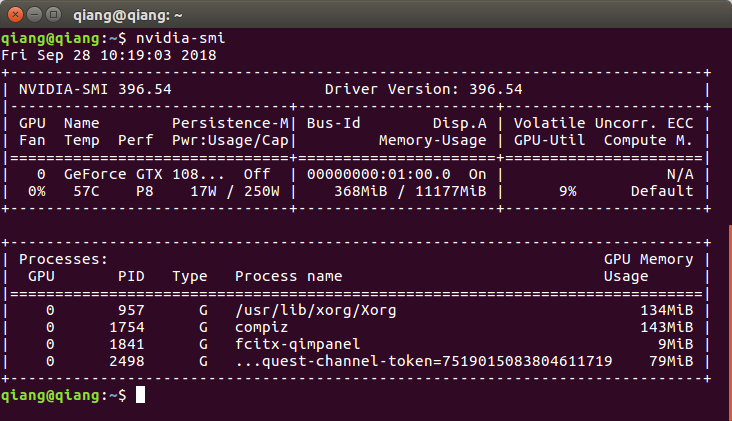 qiang@qiang: ~
qiang@qiang:~$ nvidia-smi
Fri Sep 28 10:19:03 2018
+-----------------------------------------------------------------------------+
| NVIDIA-SMI 396.54                 Driver Version: 396.54                    |
|-------------------------------+----------------------+----------------------+
| GPU  Name        Persistence-M| Bus-Id        Disp.A | Volatile Uncorr. ECC |
| Fan  Temp  Perf  Pwr:Usage/Cap|         Memory-Usage | GPU-Util  Compute M. |
|===============================+======================+======================|
|   0  GeForce GTX 108...  Off  | 00000000:01:00.0  On |                  N/A |
|  0%   57C    P8    17W / 250W |    368MiB / 11177MiB |      9%      Default |
+-------------------------------+----------------------+----------------------+
+-----------------------------------------------------------------------------+
| Processes:                                                       GPU Memory |
|  GPU       PID   Type   Process name                             Usage      |
|=============================================================================|
|    0       957      G   /usr/lib/xorg/Xorg                           134MiB |
|    0      1754      G   compiz                                       143MiB |
|    0      1841      G   fcitx-qimpanel                                 9MiB |
|    0      2498      G   ...quest-channel-token=7519015083804611719    79MiB |
+-----------------------------------------------------------------------------+
qiang@qiang:~$